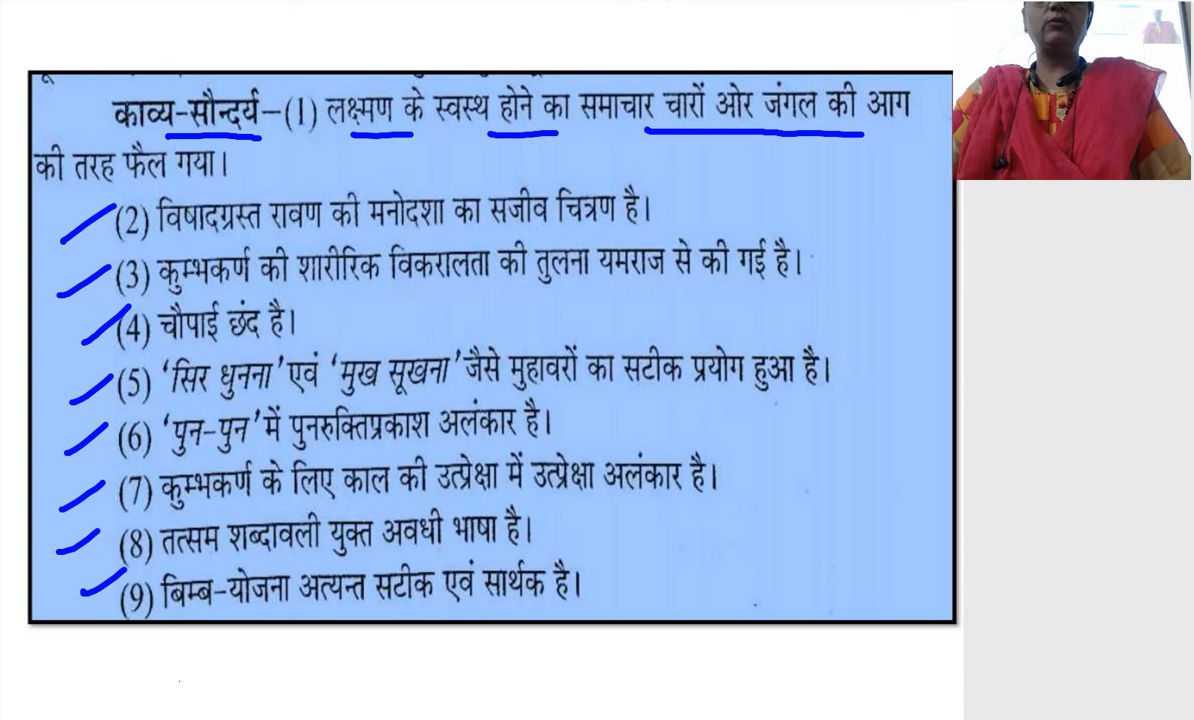 काव्य-सौन्दर्य–(1) लक्ष्मण के स्वस्थ होने का समाचार चारों ओर जंगल की आग
की तरह फैल गया।
(2) विषादग्रस्त रावण की मनोदशा का सजीव चित्रण है।
(3) कुम्भकर्ण की शारीरिक विकरालता की तुलना यमराज से की गई है।
(4) चौपाई छंद है।
(5) 'सिर धुनना' एवं 'मुख सूखना' जैसे मुहावरों का सटीक प्रयोग हुआ है।
(6) 'पुन-पुन' में पुनरुक्तिप्रकाश अलंकार है।
(7) कुम्भकर्ण के लिए काल की उत्प्रेक्षा में उत्प्रेक्षा अलंकार है।
(8) तत्सम शब्दावली युक्त अवधी भाषा है।
(9) बिम्ब-योजना अत्यन्त सटीक एवं सार्थक है।